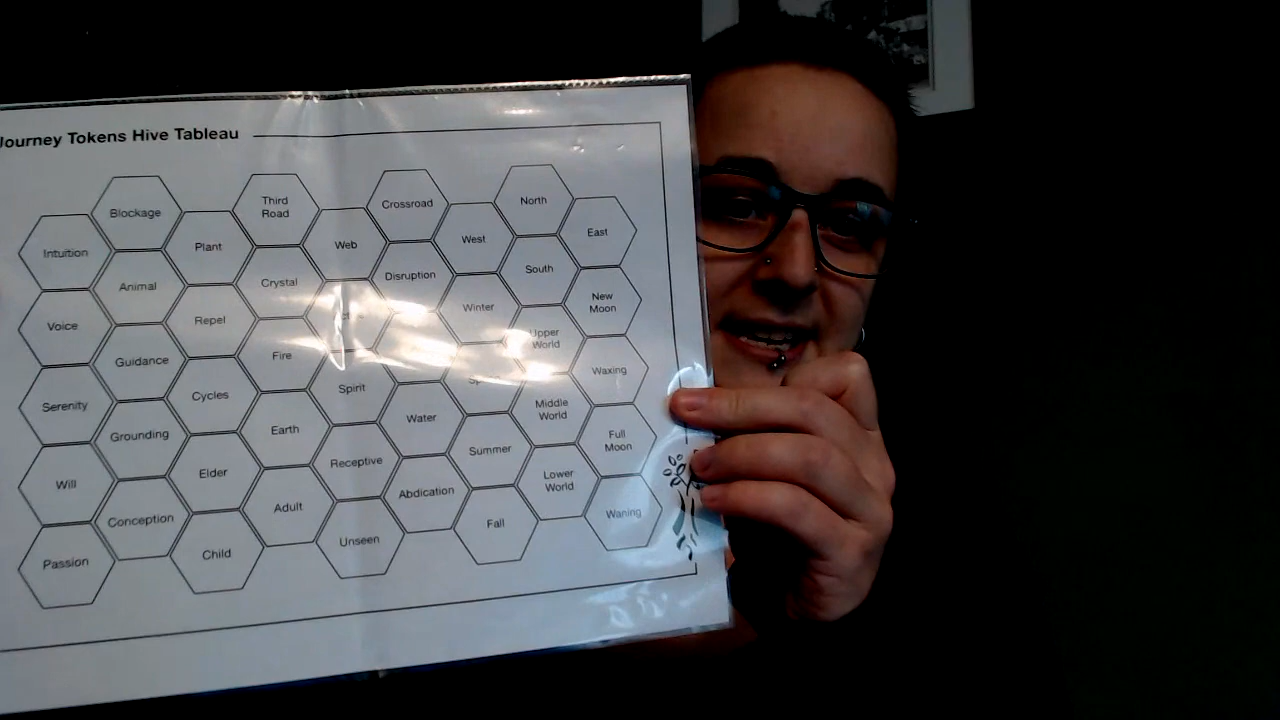 Journey Tokens Hive Tableau
Blockage
Third
Road
Crossroad
North
Intuition
Plant
Web
West
East
Animal
Crystal
Disruption
South
Voice
Repel
Winter
New
Moon
Guidance
Fire
Upper
World
Serenity
Cycles
Spirit
Waxing
Grounding
Earth
Water
Middle
World
Will
Elder
Receptive
Summer
Full
Moon
Conception
Adult
Abdication
Lower
World
Passion
Child
Unseen
Fall
Waning